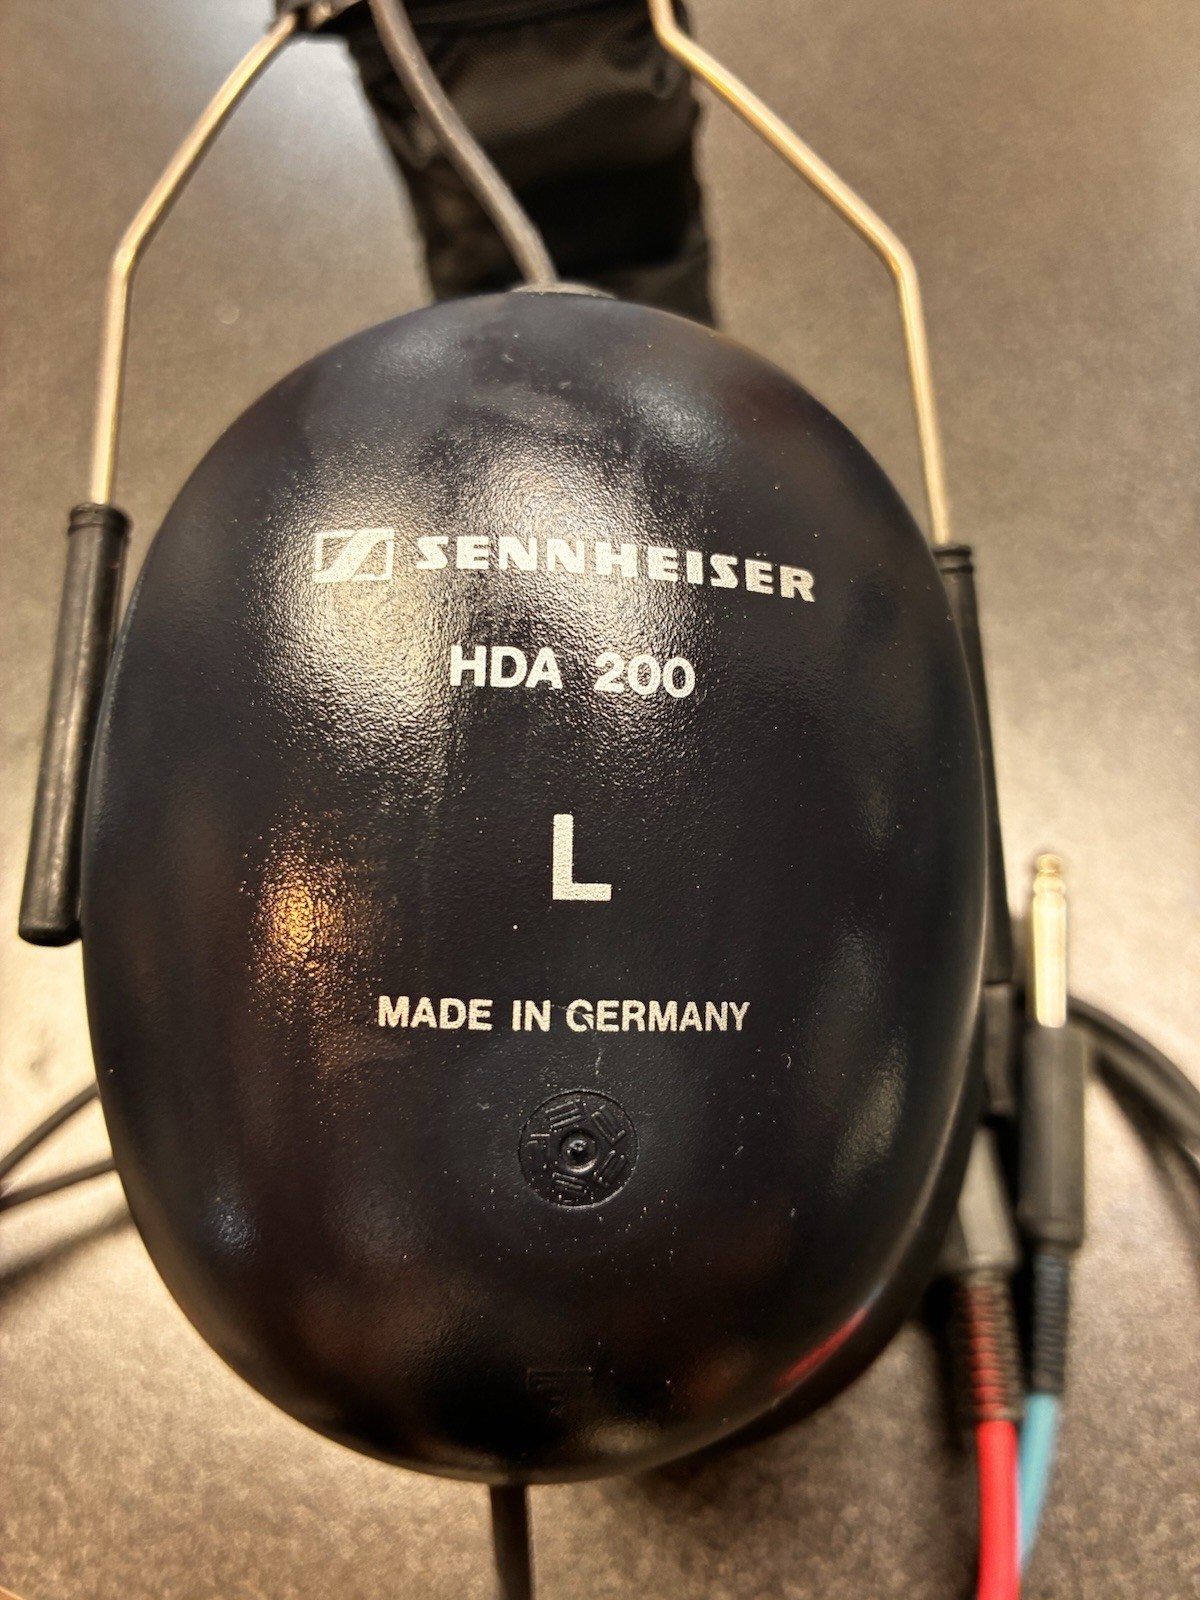 SENNHEISER
HDA 200
L
MADE IN GERMANY